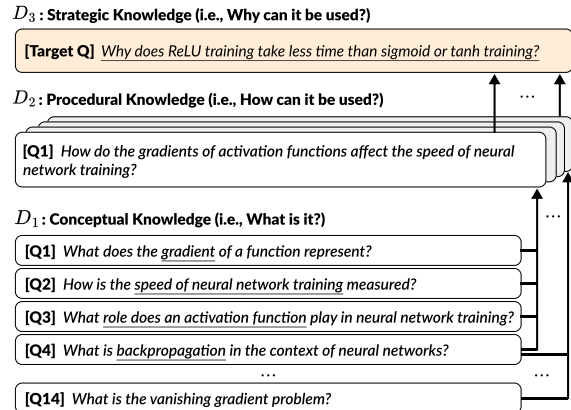 D₃ : Strategic Knowledge (i.e., Why can it be used?)
[Target Q] Why does ReLU training take less time than sigmoid or tanh training?
D₂ : Procedural Knowledge (i.e., How can it be used?)
...
[Q1] How do the gradients of activation functions affect the speed of neural
network training?
D₁ : Conceptual Knowledge (i.e., What is it?)
...
[Q1] What does the gradient of a function represent?
[Q2] How is the speed of neural network training measured?
[Q3] What role does an activation function play in neural network training?
[Q4] What is backpropagation in the context of neural networks?
... ...
[Q14] What is the vanishing gradient problem?